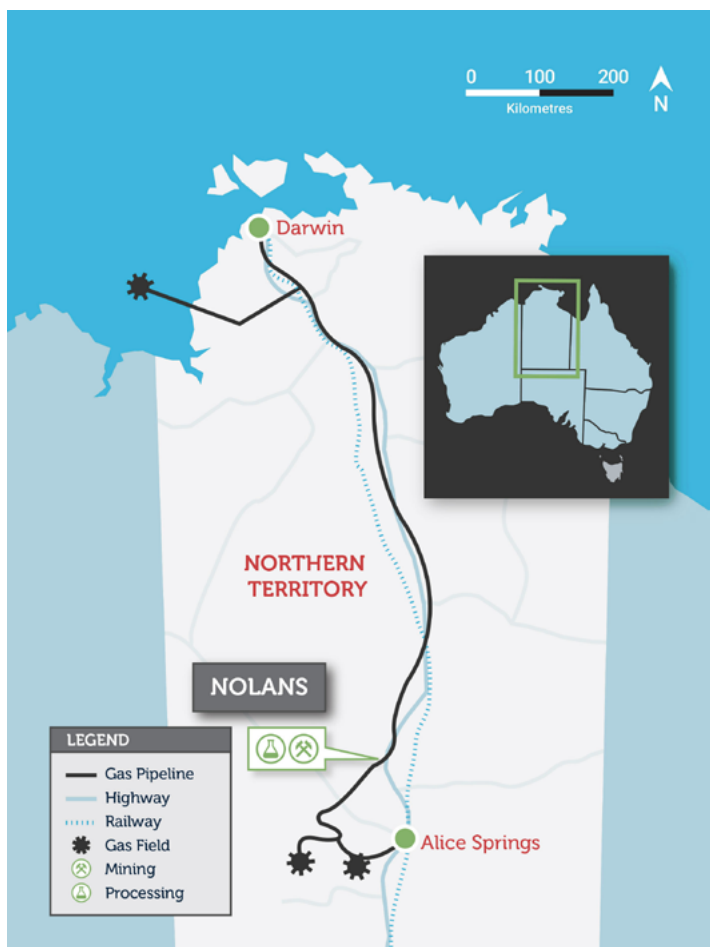 0 100 200
Kilometres
N
Darwin
NORTHERN
TERRITORY
NOLANS
LEGEND
Gas Pipeline
Highway
Railway
Gas Field
Mining
Processing
Alice Springs